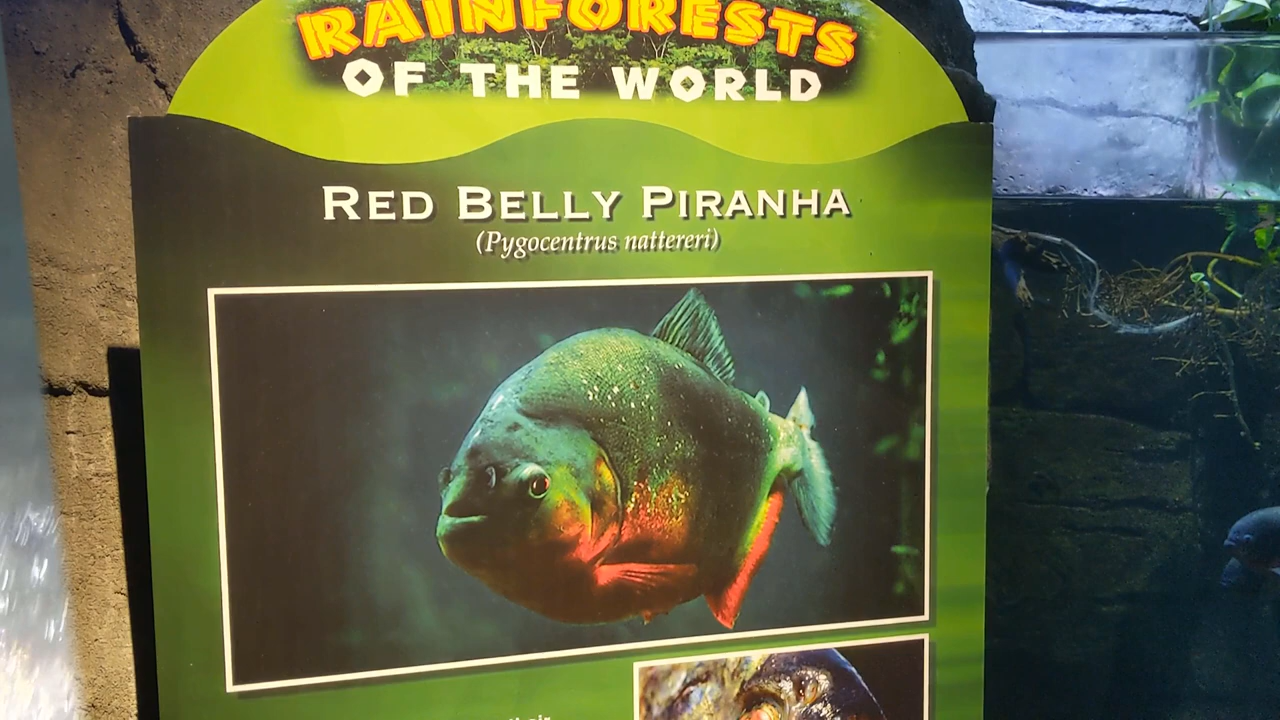 RAINFORESTS
OF THE WORLD
RED BELLY PIRANHA
(Pygocentrus nattereri)